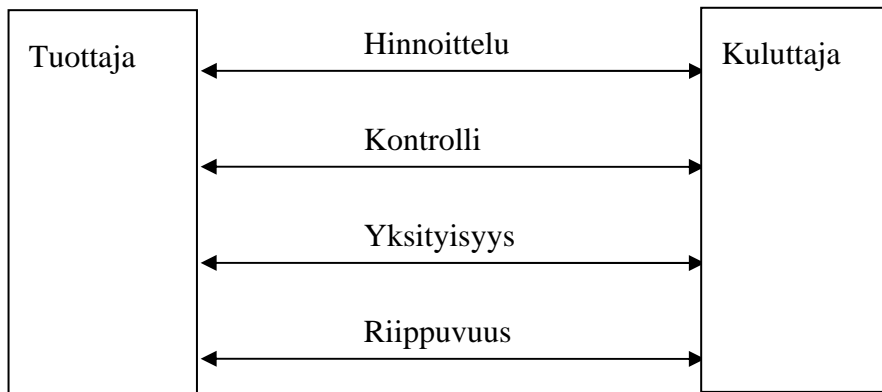 Tuottaja
Hinnoittelu
Kuluttaja
Kontrolli
Yksityisyys
Riippuvuus